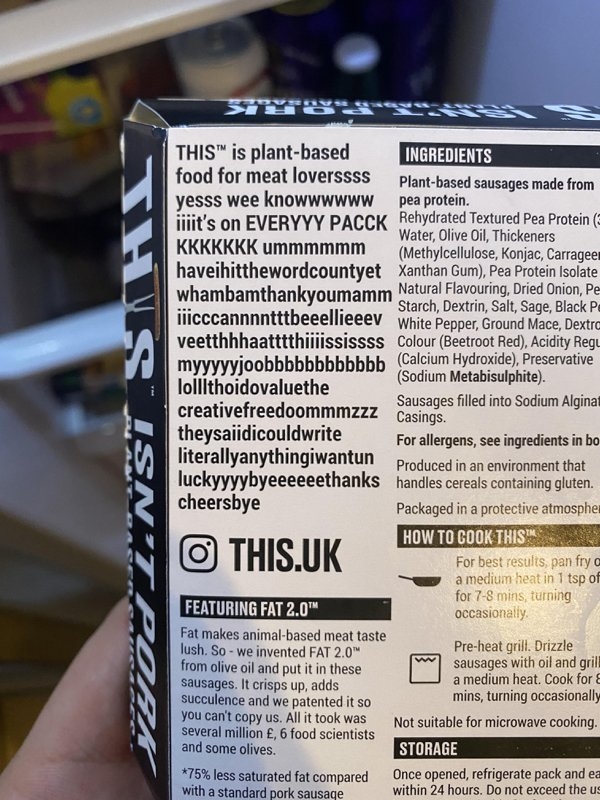 THIS ISN'T PORK
THIS™ is plant-based
food for meat loverssss
yesss wee knowwwwww
iiiit's on EVERYYY PACCK
KKKKKKK ummmmmm
haveihitthewordcountyet
whambamthankyoumamm
iiicccannnntttbeeellieeev
veetthhhaatttthiiiissssss
myyyyyjoobbbbbbbbbbbb
lolllthoidovaluethe
creativefreedoommmzzz
theysaiidicouldwrite
literallyanythingiwantun
luckyyyybyeeeeeethanks
cheersbye
THIS.UK
FEATURING FAT 2.0™
Fat makes animal-based meat taste
lush. So - we invented FAT 2.0™
from olive oil and put it in these
sausages. It crisps up, adds
succulence and we patented it so
you can't copy us. All it took was
several million £, 6 food scientists
and some olives.
*75% less saturated fat compared
with a standard pork sausage
INGREDIENTS
Plant-based sausages made from
pea protein.
Rehydrated Textured Pea Protein
Water, Olive Oil, Thickeners
(Methylcellulose, Konjac,
Xanthan Gum), Pea Protein Isolate
Natural Flavouring, Dried Onion,
Starch, Dextrin, Salt, Sage, Black
White Pepper, Ground Mace,
Colour (Beetroot Red), Acidity
(Calcium Hydroxide), Preservative
(Sodium Metabisulphite).
Sausages filled into Sodium
Casings.
For allergens, see ingredients in
Produced in an environment that
handles cereals containing gluten.
Packaged in a protective
HOW TO COOK THIS™
For best results, pan fry
a medium heat in 1 tsp of
for 7-8 mins, turning
occasionally.
Pre-heat grill. Drizzle
sausages with oil and grill
a medium heat. Cook for
mins, turning occasionally
Not suitable for microwave cooking.
STORAGE
Once opened, refrigerate pack and
within 24 hours. Do not exceed the